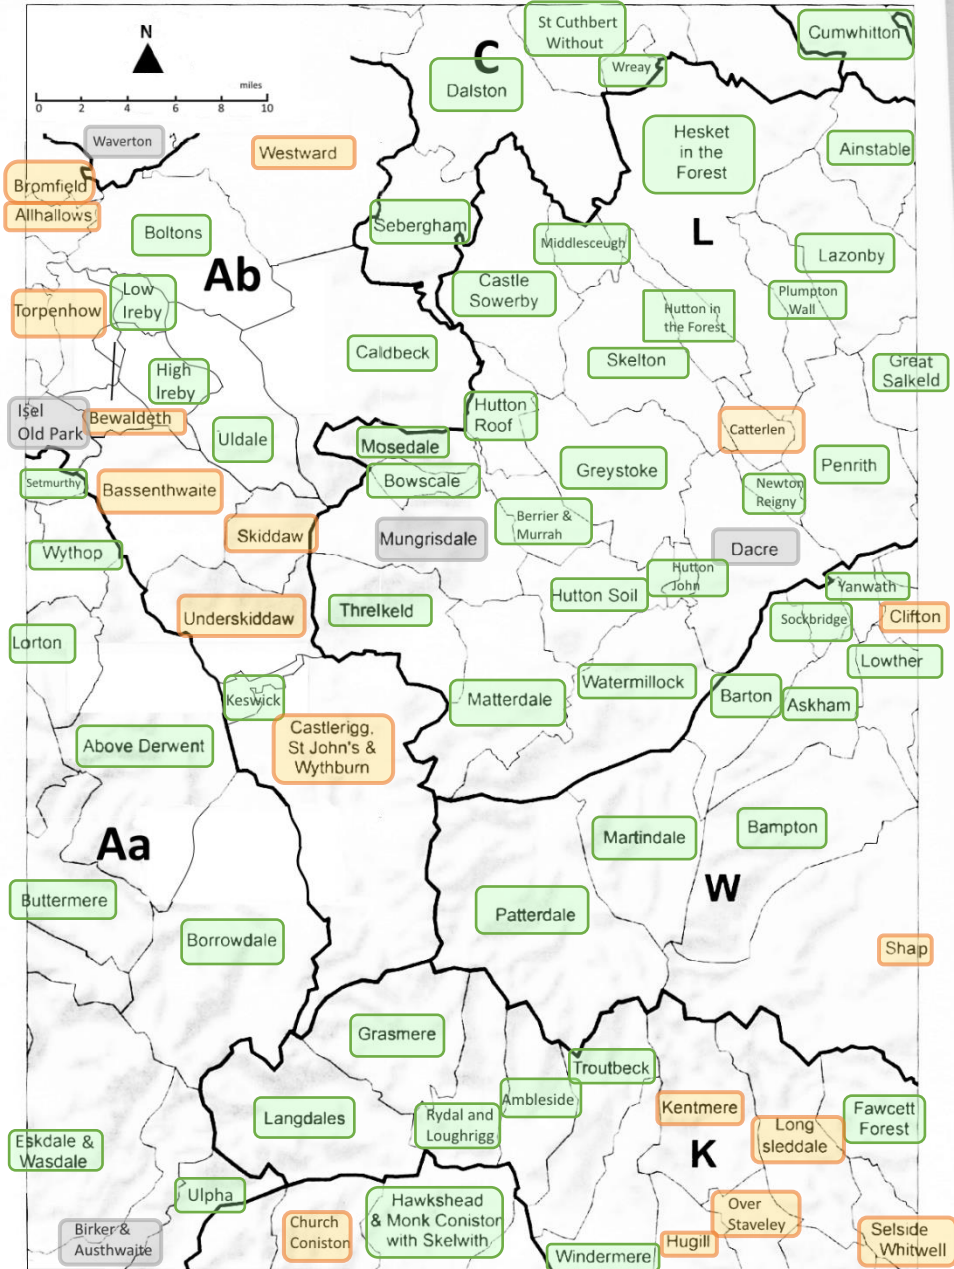 St Cuthbert
Without
Cumwhitton
N
C
Wreay
Dalston
miles
0 2 4 6 8 10
Waverton
Westward
Hesket
in the
Forest
Ainstable
Bromfield
Allhallows
Boltons
Sebergham
Middlesceugh
L
Lazonby
Ab
Castle
Sowerby
Low
Ireby
Torpenhow
Plumpton
Wall
Hutton in
the Forest
Caldbeck
Skelton
High
Ireby
Great
Salkeld
Isel
Old Park
Bewaldeth
Hutton
Roof
Uldale
Mosedale
Catterlen
Setmurthy
Bassenthwaite
Bowscale
Greystoke
Penrith
Newton
Reigny
Skiddaw
Mungrisdale
Berrier &
Murrah
Dacre
Wythop
Hutton
John
Yanwath
Underskiddaw
Threlkeld
Hutton Soil
Sockbridge
Clifton
Lorton
Lowther
Keswick
Matterdale
Watermillock
Barton
Askham
Above Derwent
Castlerigg,
St John's &
Wythburn
Aa
Martindale
Bampton
W
Buttermere
Borrowdale
Patterdale
Shap
Grasmere
Troutbeck
Langdales
Rydal and
Loughrigg
Ambleside
Kentmere
Long
sleddale
Fawcett
Forest
Eskdale &
Wasdale
K
Ulpha
Birker &
Austhwaite
Church
Coniston
Hawkshead
& Monk Coniston
with Skelwith
Windermere
Hugill
Over
Staveley
Selside
Whitwell